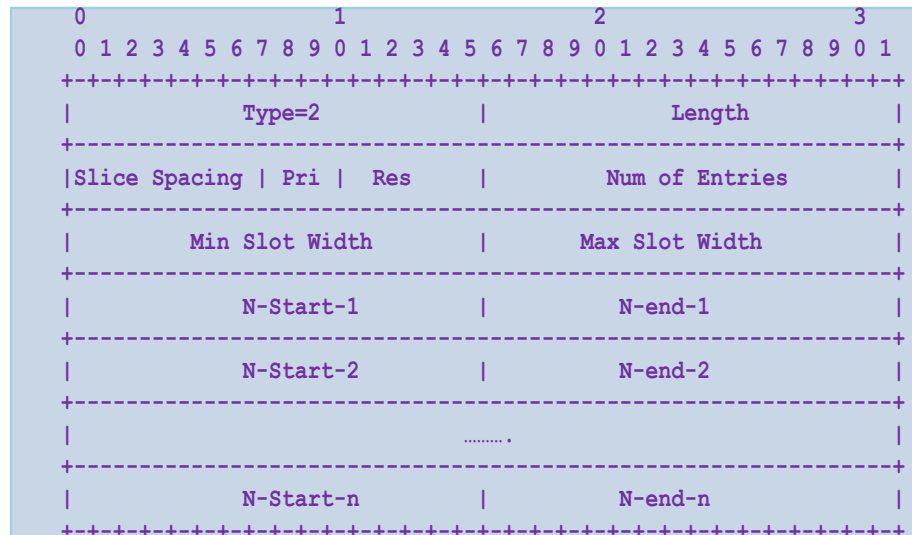 0                   1                   2                   3
0 1 2 3 4 5 6 7 8 9 0 1 2 3 4 5 6 7 8 9 0 1 2 3 4 5 6 7 8 9 0 1
+-+-+-+-+-+-+-+-+-+-+-+-+-+-+-+-+-+-+-+-+-+-+-+-+-+-+-+-+-+-+-+-+
|             Type=2            |              Length           |
+---------------------------------------------------------------+
|Slice Spacing | Pri |  Res     |         Num of Entries        |
+---------------------------------------------------------------+
|         Min Slot Width        |       Max Slot Width          |
+---------------------------------------------------------------+
|             N-Start-1         |          N-end-1              |
+---------------------------------------------------------------+
|             N-Start-2         |          N-end-2              |
+---------------------------------------------------------------+
|                              ……….                             |
+---------------------------------------------------------------+
|             N-Start-n         |          N-end-n              |
+-+-+-+-+-+-+-+-+-+-+-+-+-+-+-+-+-+-+-+-+-+-+-+-+-+-+-+-+-+-+-+-+